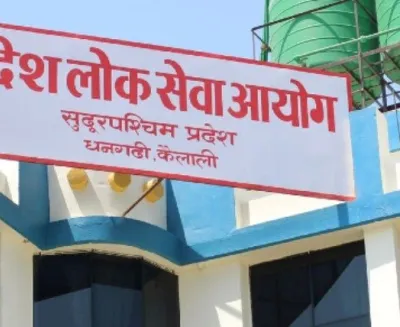 देश लोक सेवा आयोग
सुदूरपश्चिम प्रदेश
धनगढी, कैलाली